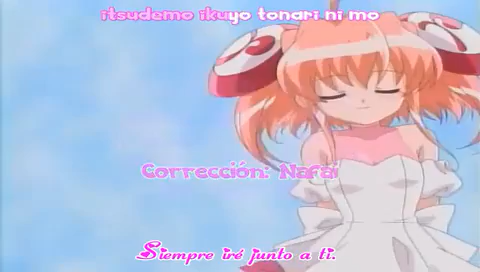 itsudemo ikuyo tonari ni mo
Corrección: Nafai
Siempre iré junto a ti.